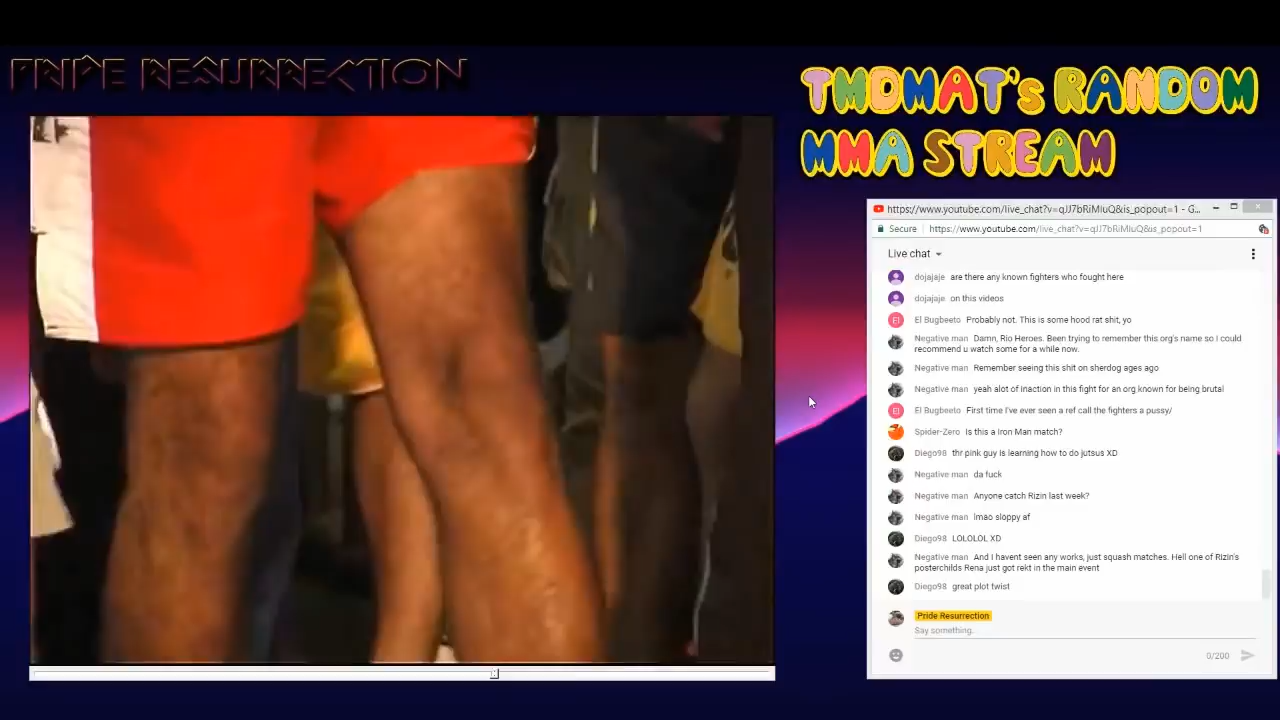 PRIDE RESURRECTION
TMDMAT's RANDOM
MMA STREAM
https://www.youtube.com/live_chat?v=qJJ7bRiMIuQ&is_popout=1 - G...
Secure
https://www.youtube.com/live_chat?v=qJJ7bRiMIuQ&is_popout=1
Live chat
dojajaje are there any known fighters who fought here
dojajaje on this videos
El Bugbeeto Probably not. This is some hood rat shit, yo
Negative man Damn, Rio Heroes. Been trying to remember this org's name so I could
recommend u watch some for a while now.
Negative man Remember seeing this shit on sherdog ages ago
Negative man yeah alot of inaction in this fight for an org known for being brutal
El Bugbeeto First time I've ever seen a ref call the fighters a pussy/
Spider-Zero Is this a Iron Man match?
Diego98 thr pink guy is learning how to do jutsus XD
Negative man da fuck
Negative man Anyone catch Rizin last week?
Negative man lmao sloppy af
Diego98 LOLOLOL XD
Negative man And I havent seen any works, just squash matches. Hell one of Rizin's
posterchilds Rena just got rekt in the main event
Diego98 great plot twist
Pride Resurrection
Say something...
0/200